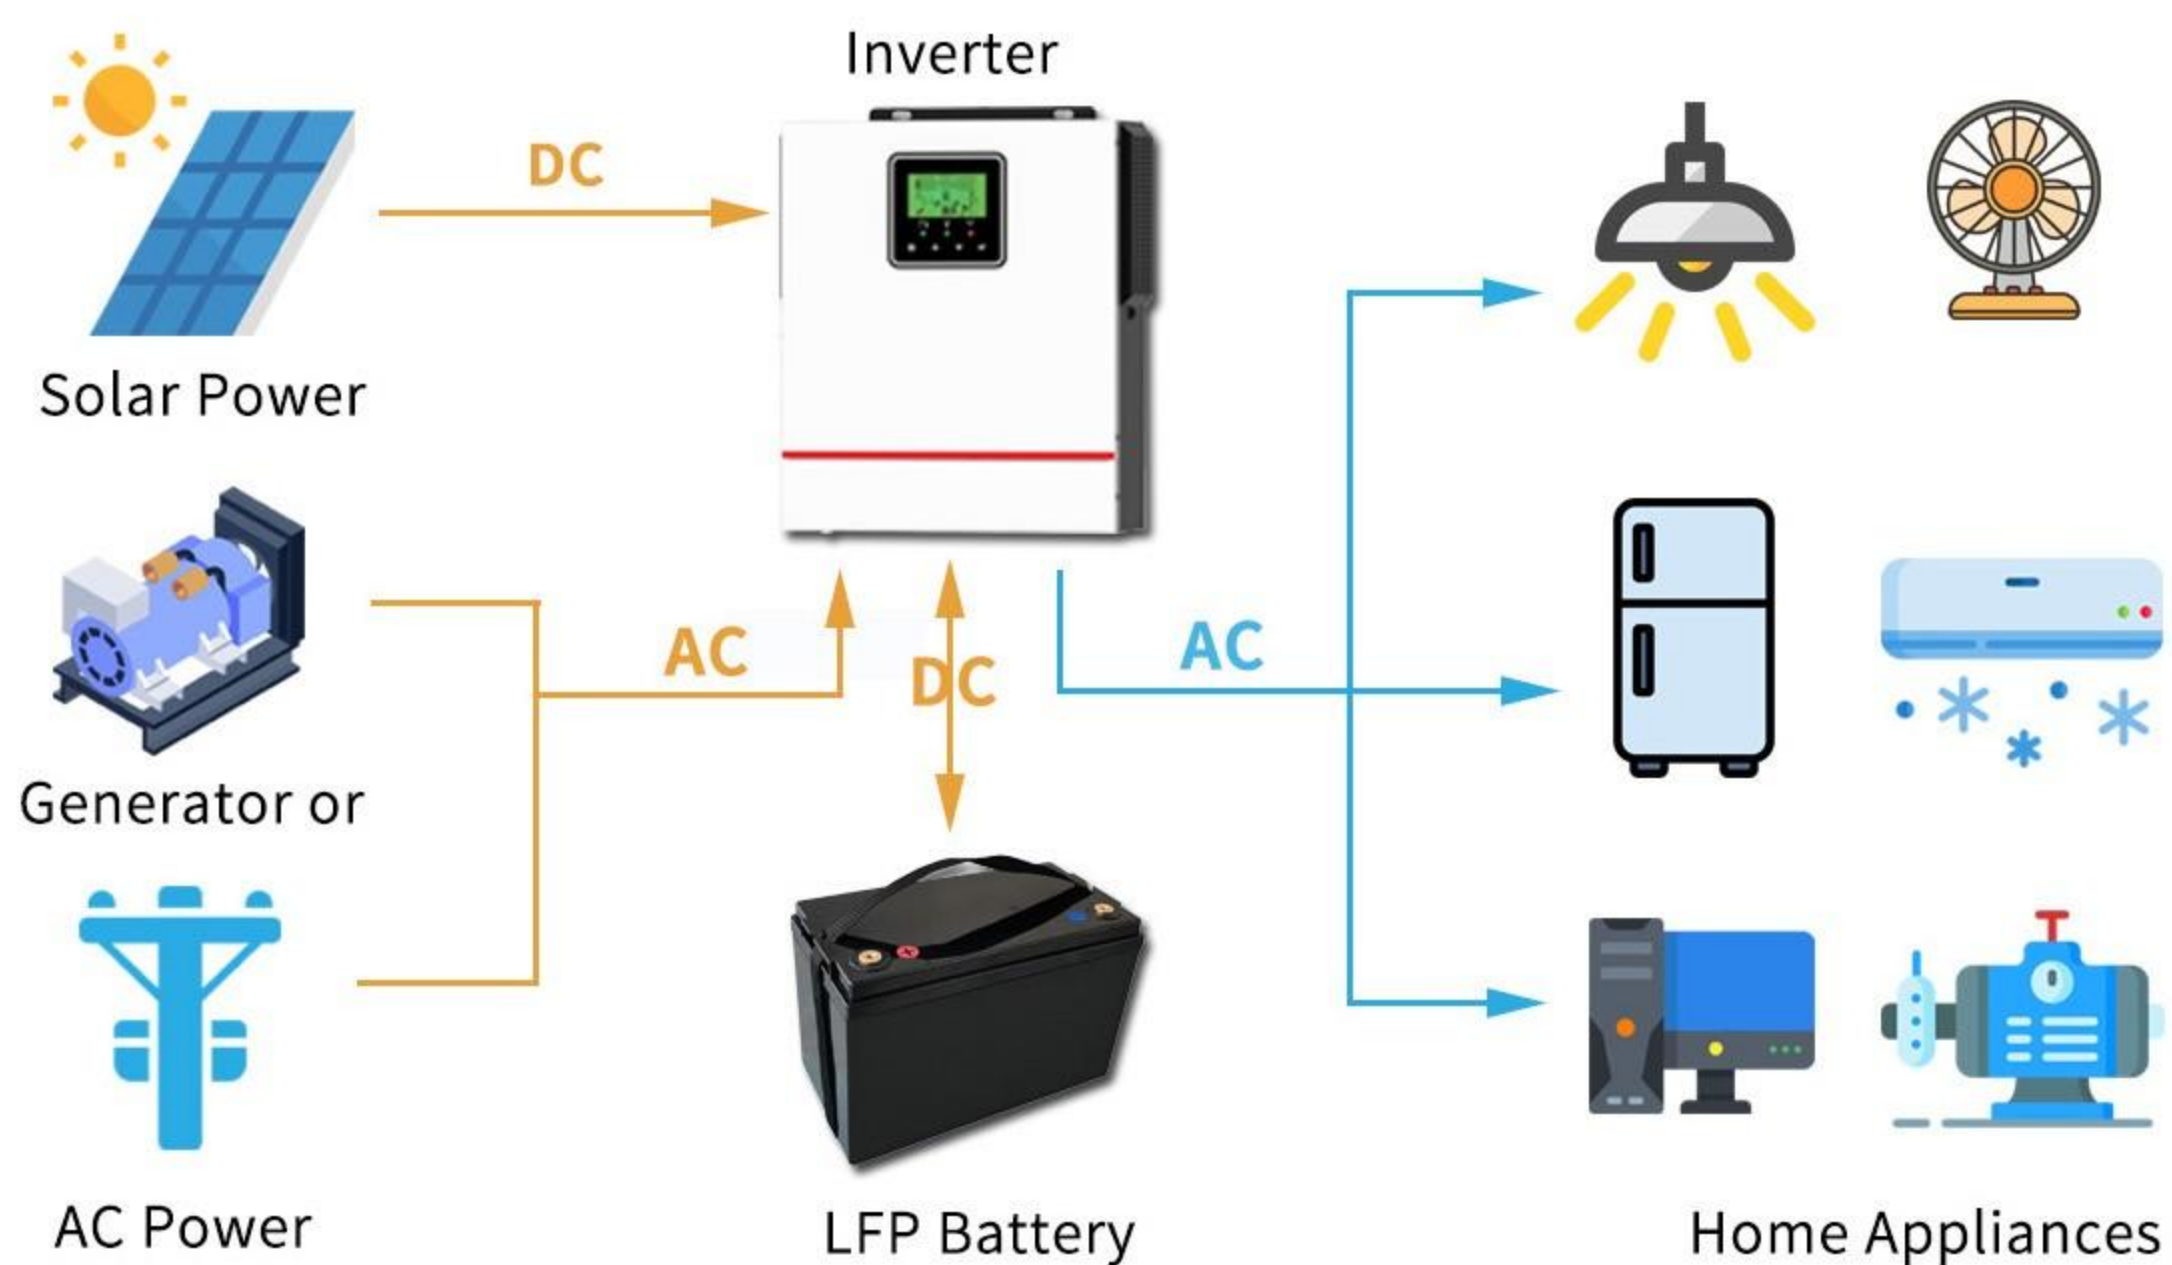 Inverter
DC
Solar Power
AC
DC
AC
Generator or
AC Power
LFP Battery
Home Appliances